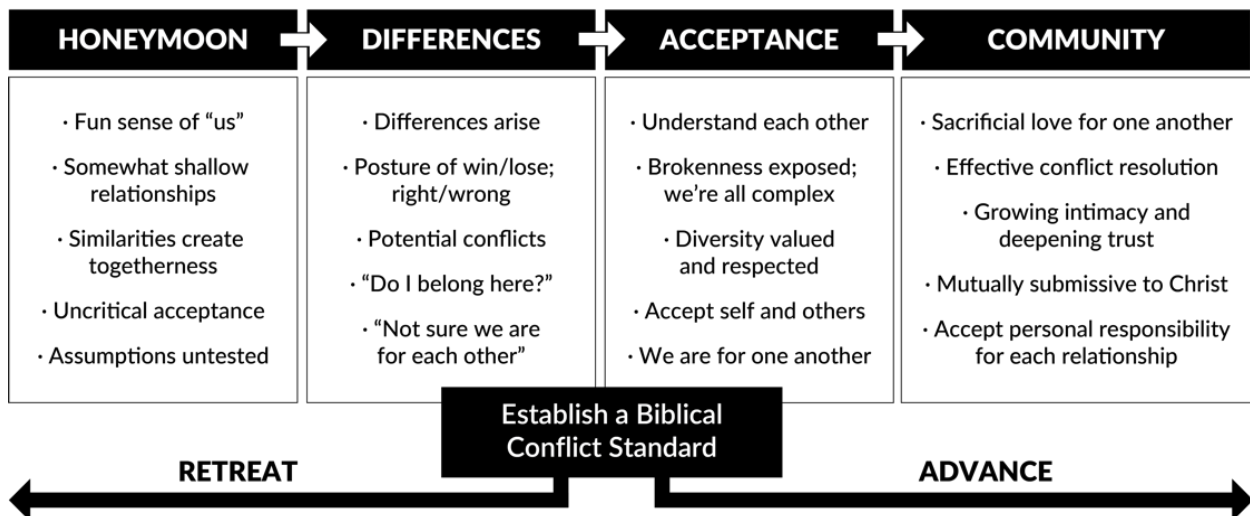 HONEYMOON
DIFFERENCES
ACCEPTANCE
COMMUNITY
· Fun sense of “us”
· Somewhat shallow
relationships
· Similarities create
togetherness
· Uncritical acceptance
· Assumptions untested
· Differences arise
· Posture of win/lose;
right/wrong
· Potential conflicts
· “Do I belong here?”
· “Not sure we are
for each other”
· Understand each other
· Brokenness exposed;
we’re all complex
· Diversity valued
and respected
· Accept self and others
· We are for one another
· Sacrificial love for one another
· Effective conflict resolution
· Growing intimacy and
deepening trust
· Mutually submissive to Christ
· Accept personal responsibility
for each relationship
Establish a Biblical
Conflict Standard
RETREAT
ADVANCE